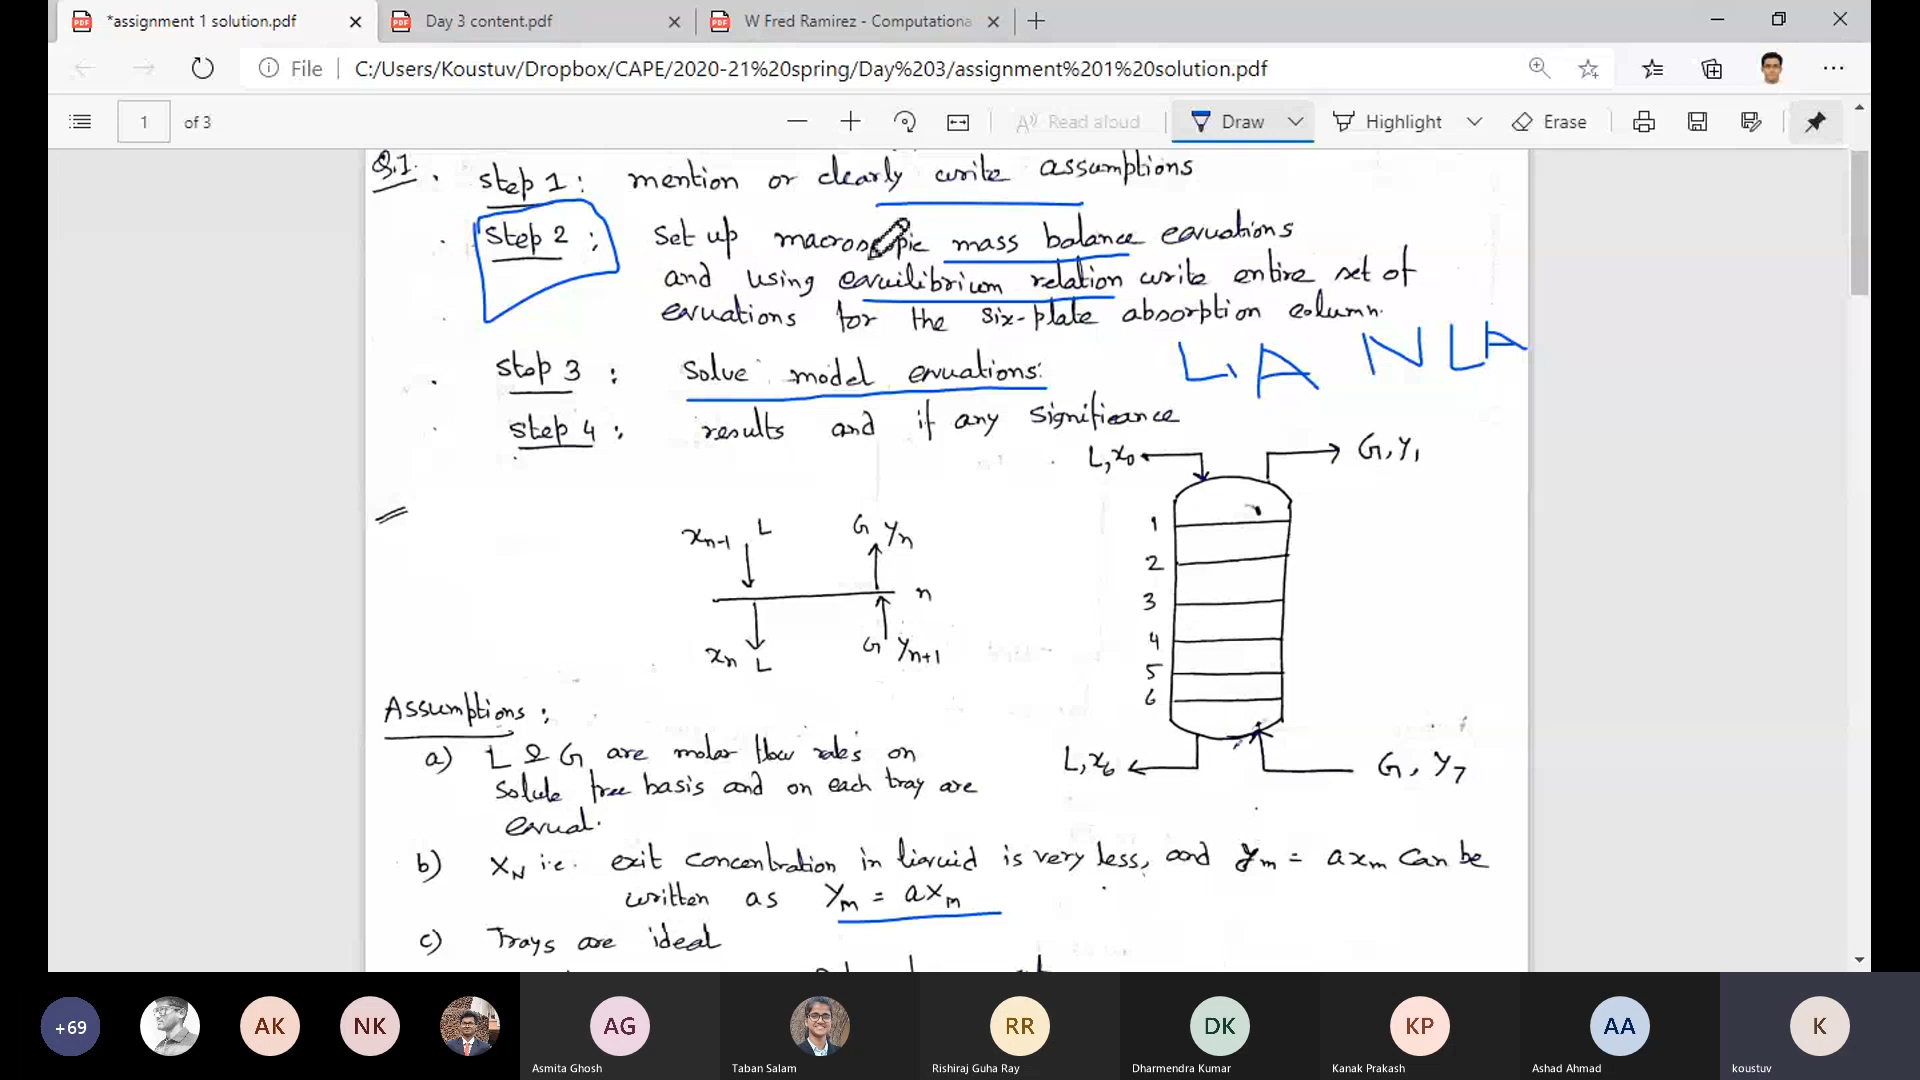 *assignment 1 solution.pdf
Day 3 content.pdf
W Fred Ramirez - Computationa
File
C:/Users/Koustuv/Dropbox/CAPE/2020-21%20spring/Day%203/assignment%201%20solution.pdf
1 of 3
Read aloud
Draw
Highlight
Erase
Q.1. step 1: mention or clearly write assumptions
Step 2: Set up macroscopic mass balance equations
and using equilibrium relation write entire set of
equations for the six-plate absorption column.
LA NLA
Step 3: Solve model equations:
Step 4: results and if any significance
L, x0
G, Y1
xn-1 L G Yn
n
xn L G Yn+1
1
2
3
4
5
6
L, x6
G, Y7
Assumptions:
a) L & G are molar flow rates on
solute free basis and on each tray are
equal.
b) XN i.e. exit concentration in liquid is very less, and ym = axm can be
written as Ym = aXm
c) Trays are ideal
+69
AK
NK
AG
RR
DK
KP
AA
K
Asmita Ghosh
Taban Salam
Rishiraj Guha Ray
Dharmendra Kumar
Kanak Prakash
Ashad Ahmad
koustuv